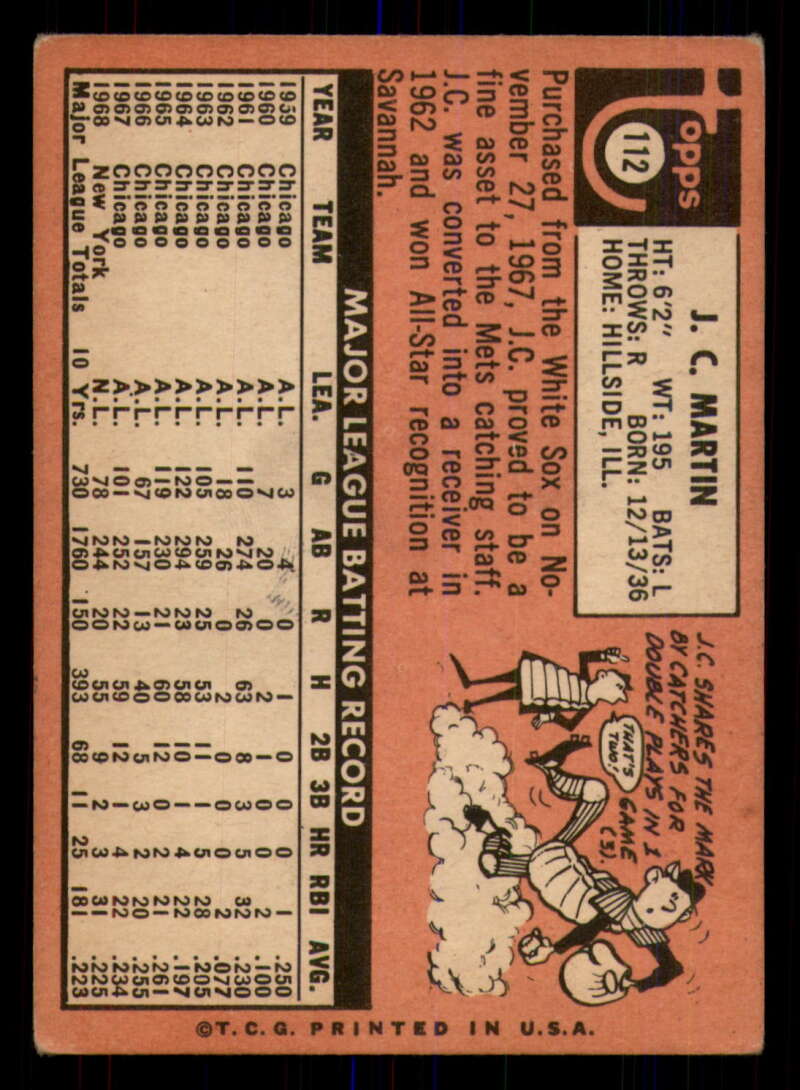 Topps
112
J. C. MARTIN
HT: 6'2" WT: 195 BATS: L
THROWS: R BORN: 12/13/36
HOME: HILLSIDE, ILL.
Purchased from the White Sox on No-
vember 27, 1967, J.C. proved to be a
fine asset to the Mets catching staff.
J.C. was converted into a receiver in
1962 and won All-Star recognition at
Savannah.
J.C. SHARES THE MARK
BY CATCHERS FOR
DOUBLE PLAYS IN 1
GAME
(3).
THAT'S
TWO!
MAJOR LEAGUE BATTING RECORD
YEAR TEAM LEA. G AB R H 2B 3B HR RBI AVG.
1959 Chicago A.L. 3 4 0 1 0 0 0 1 .250
1960 Chicago A.L. 7 20 0 2 1 0 0 2 .100
1961 Chicago A.L. 110 274 26 63 8 3 5 32 .230
1962 Chicago A.L. 18 26 0 2 0 0 0 2 .077
1963 Chicago A.L. 105 259 25 53 11 1 5 28 .205
1964 Chicago A.L. 122 294 23 58 10 1 4 22 .197
1965 Chicago A.L. 119 230 21 60 12 0 2 21 .261
1966 Chicago A.L. 67 157 13 40 5 3 2 20 .255
1967 Chicago A.L. 101 252 22 59 12 1 4 22 .234
1968 New York N.L. 78 244 20 55 9 2 3 31 .225
Major League Totals 10 Yrs. 730 1760 150 393 68 11 25 181 .223
©T.C.G. PRINTED IN U.S.A.